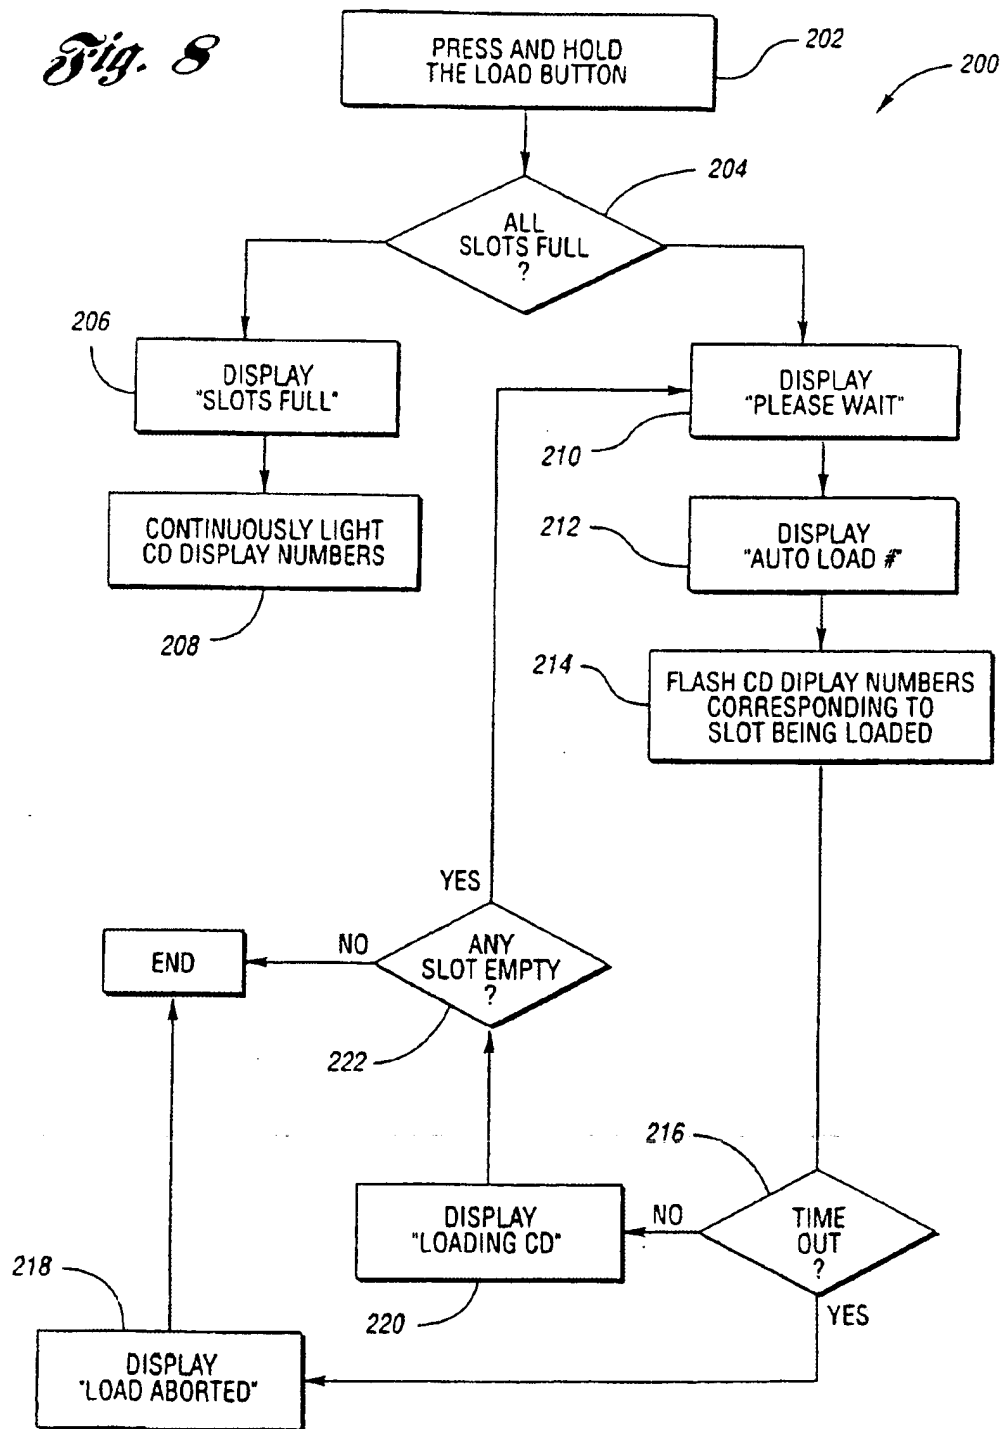 Fig. 8
PRESS AND HOLD
THE LOAD BUTTON
202
200
204
ALL
SLOTS FULL
?
206
DISPLAY
"SLOTS FULL"
DISPLAY
"PLEASE WAIT"
210
CONTINUOUSLY LIGHT
CD DISPLAY NUMBERS
208
212
DISPLAY
"AUTO LOAD #"
214
FLASH CD DIPLAY NUMBERS
CORRESPONDING TO
SLOT BEING LOADED
YES
END
NO
ANY
SLOT EMPTY
?
222
216
DISPLAY
"LOADING CD"
220
NO
TIME
OUT
?
YES
218
DISPLAY
"LOAD ABORTED"